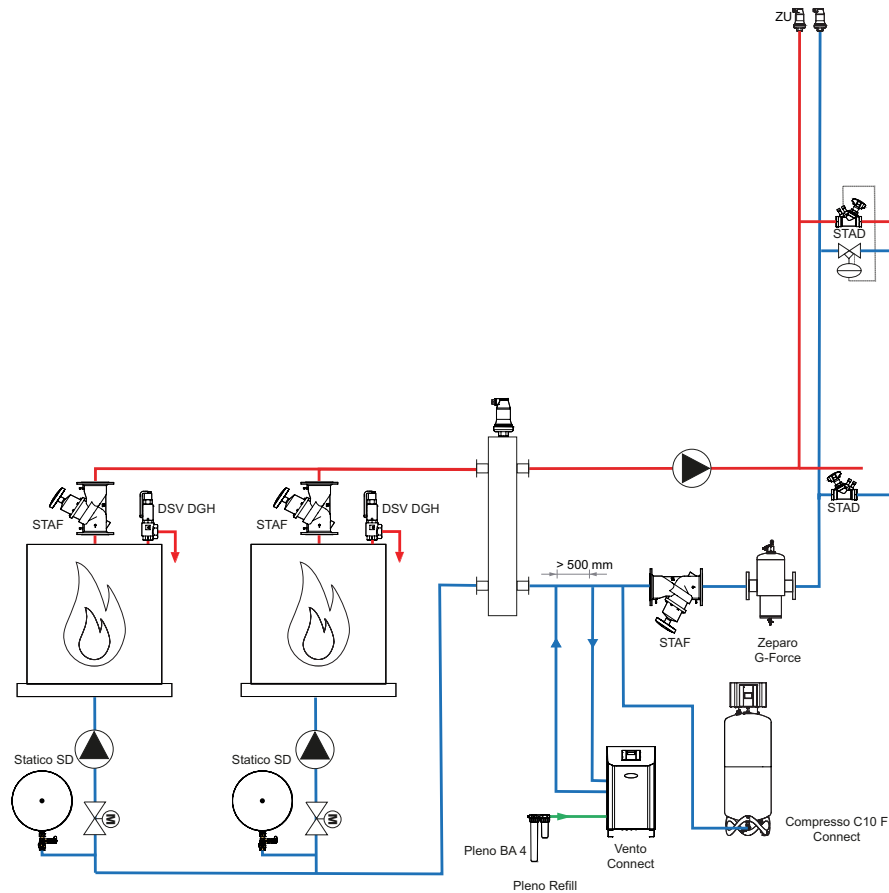 ZU
STAD
STAF
DSV DGH
STAF
DSV DGH
STAD
> 500 mm
STAF
Zeparo
G-Force
Statico SD
Statico SD
M
M
Pleno BA 4
Vento
Connect
Compresso C10 F
Connect
Pleno Refill